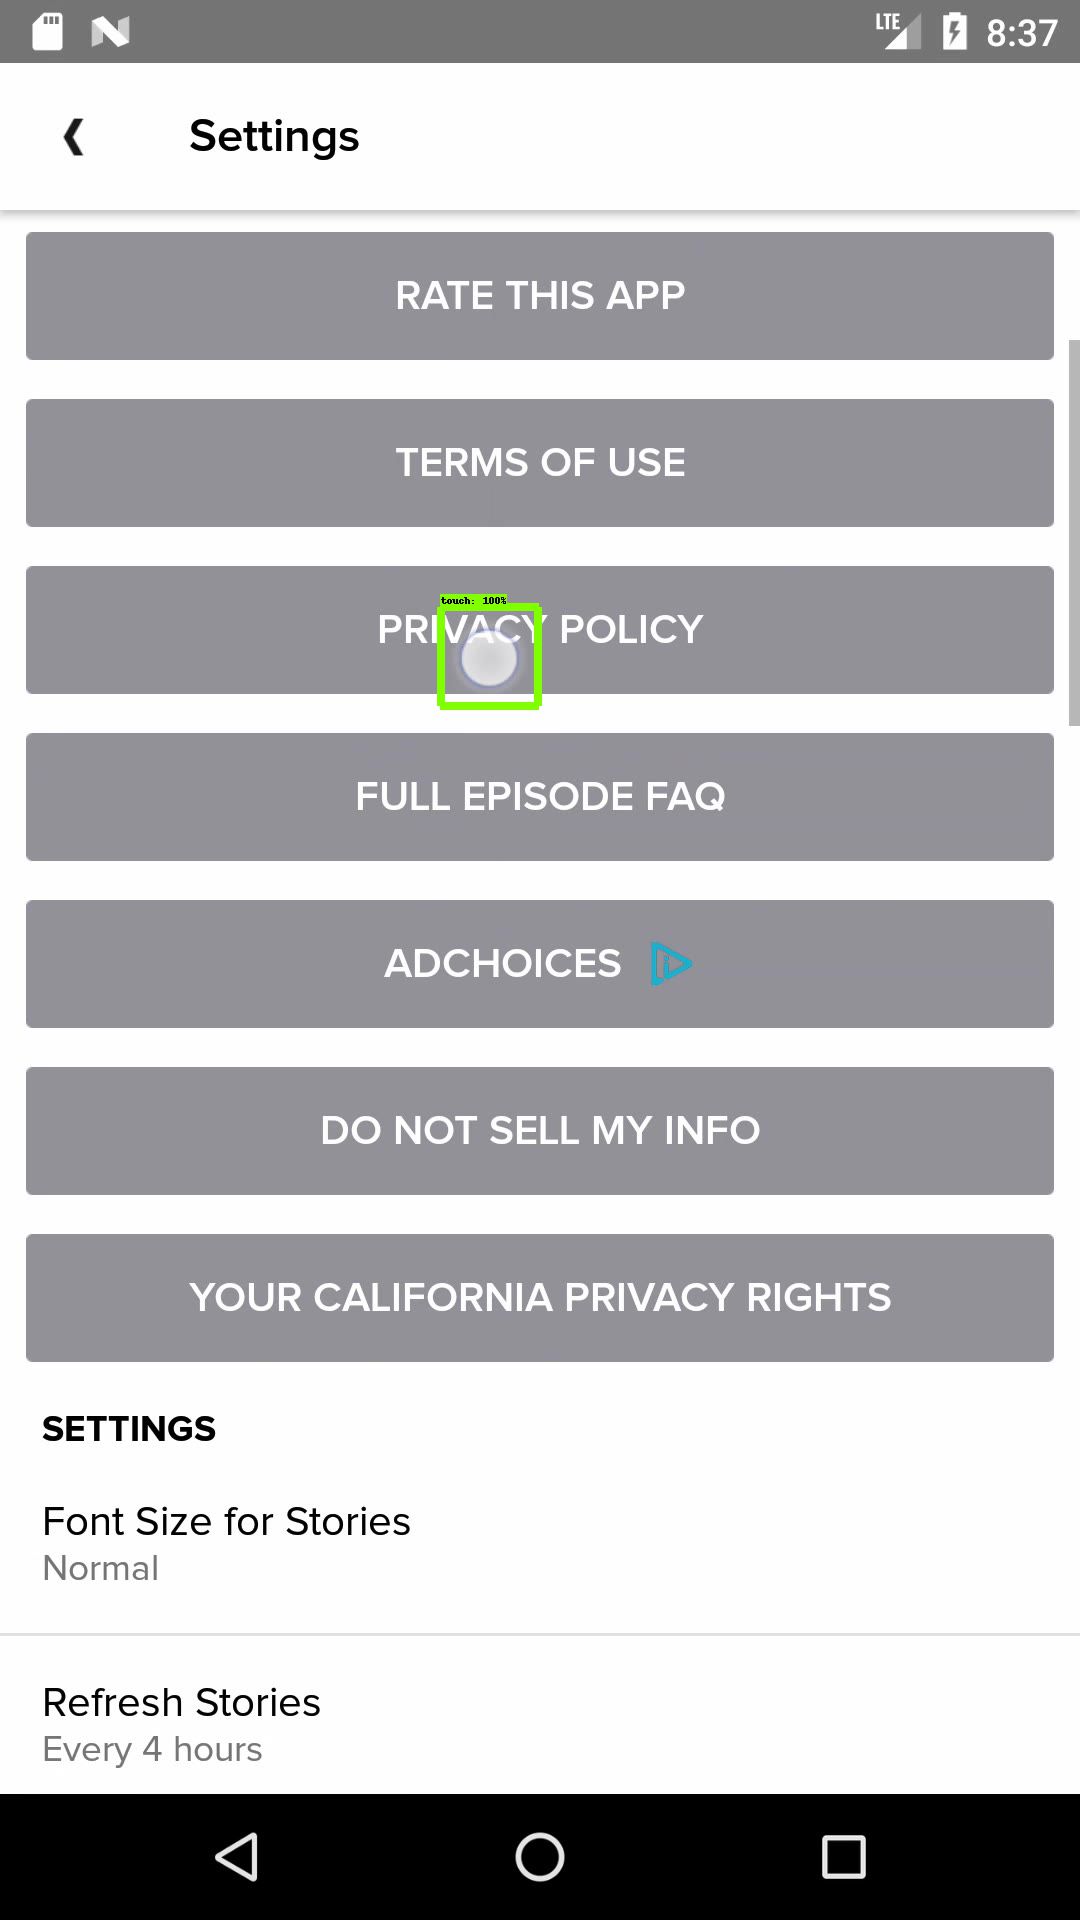 LTE 8:37
Settings
RATE THIS APP
TERMS OF USE
touch: 100%
PRIVACY POLICY
FULL EPISODE FAQ
ADCHOICES
DO NOT SELL MY INFO
YOUR CALIFORNIA PRIVACY RIGHTS
SETTINGS
Font Size for Stories
Normal
Refresh Stories
Every 4 hours